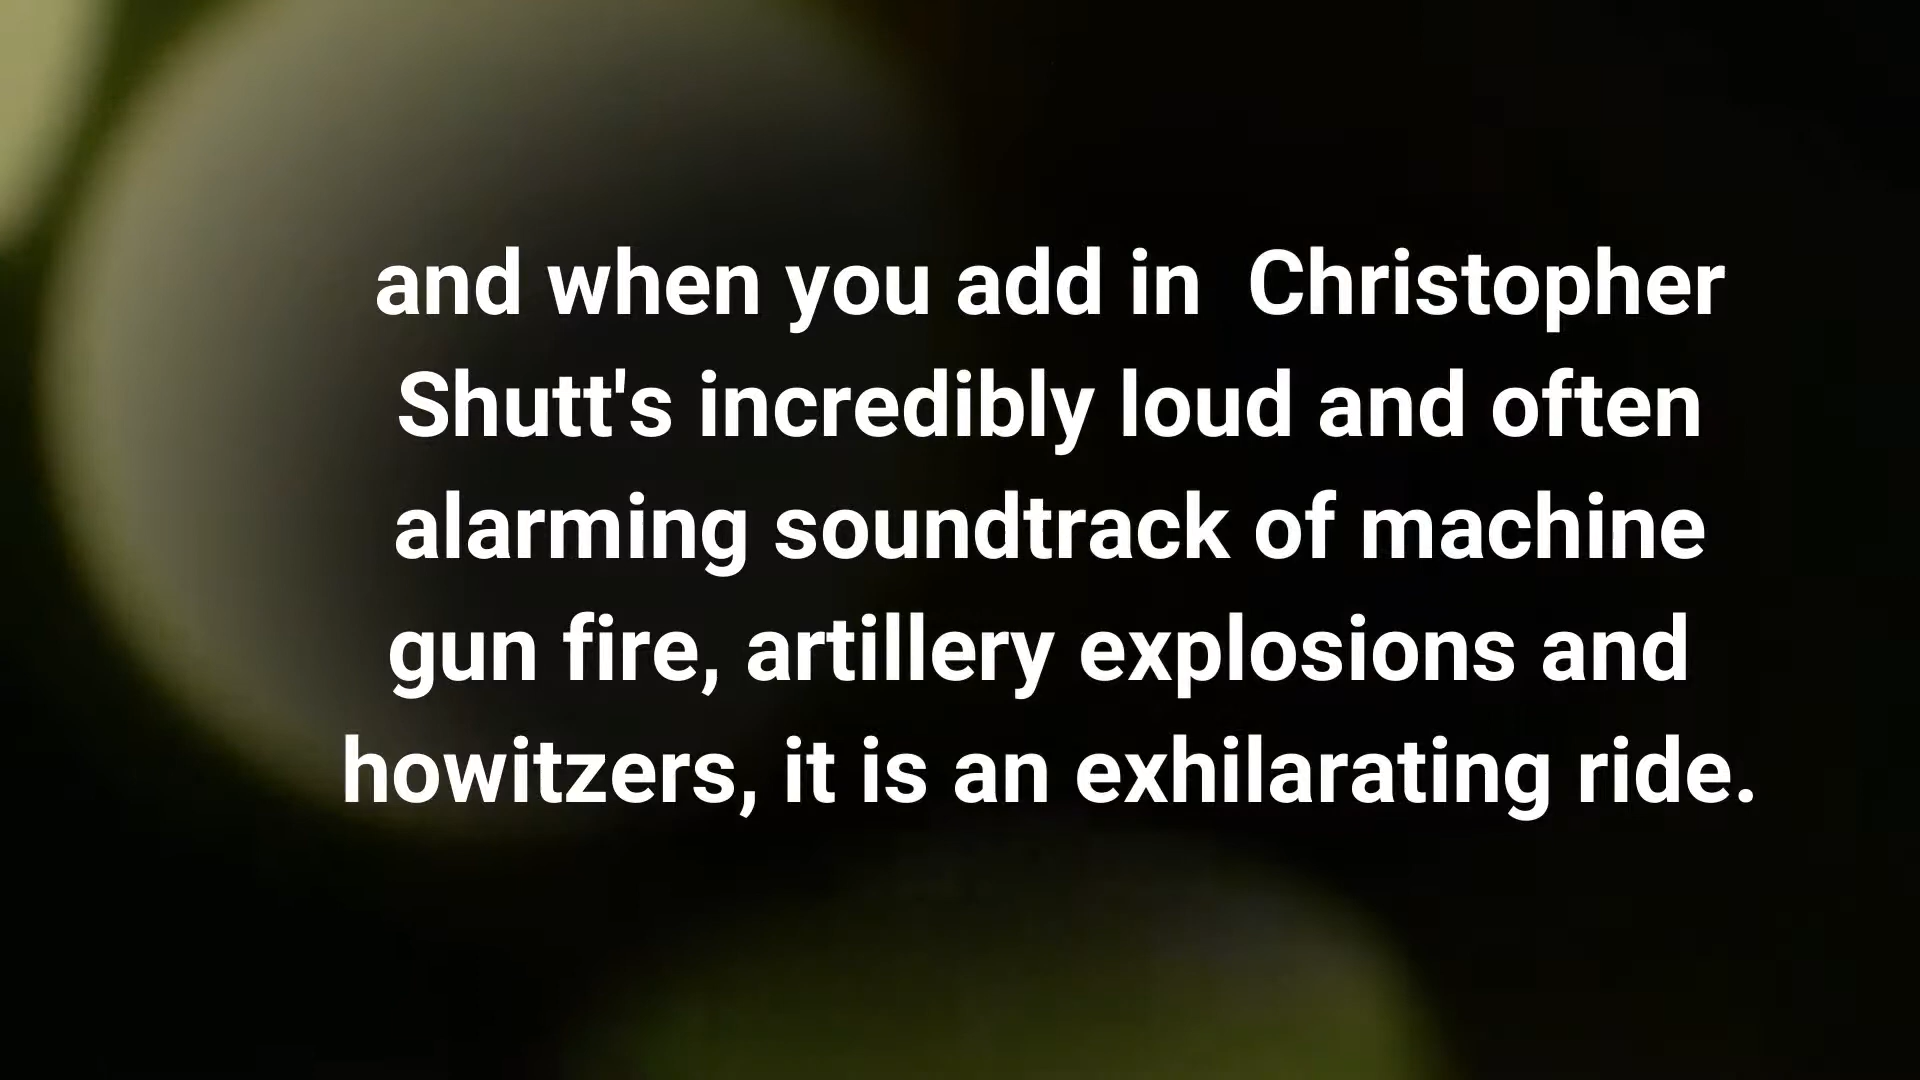 and when you add in  Christopher
Shutt's incredibly loud and often
alarming soundtrack of machine
gun fire, artillery explosions and
howitzers, it is an exhilarating ride.